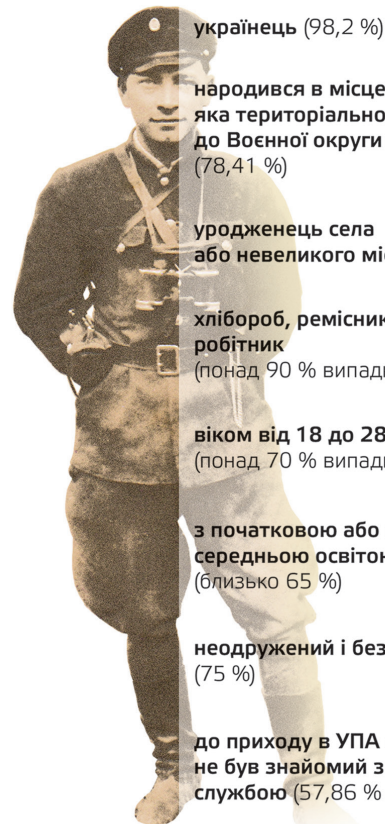 українець (98,2 %)
народився в
яка територіально
до Воєнної округи
(78,41 %)
уродженець села
або невеликого
хлібороб, ремісник
робітник
(понад 90 %
віком від 18 до 28
(понад 70 %
з початковою або
середньою
(близько 65 %)
неодружений і
(75 %)
до приходу в УПА
не був знайомий з
службою (57,86 %